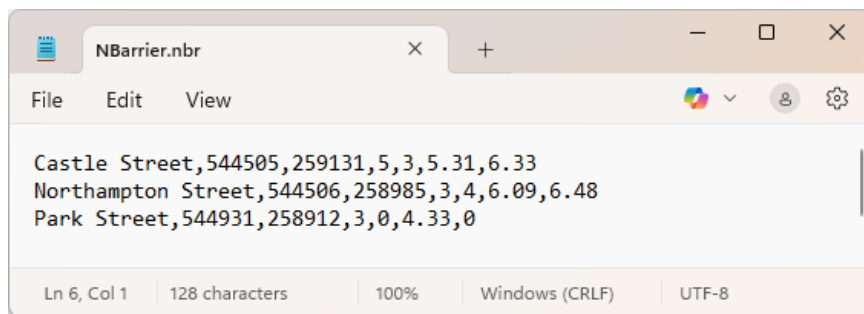 NBarrier.nbr
File Edit View
Castle Street,544505,259131,5,3,5.31,6.33
Northampton Street,544506,258985,3,4,6.09,6.48
Park Street,544931,258912,3,0,4.33,0
Ln 6, Col 1 128 characters 100% Windows (CRLF) UTF-8